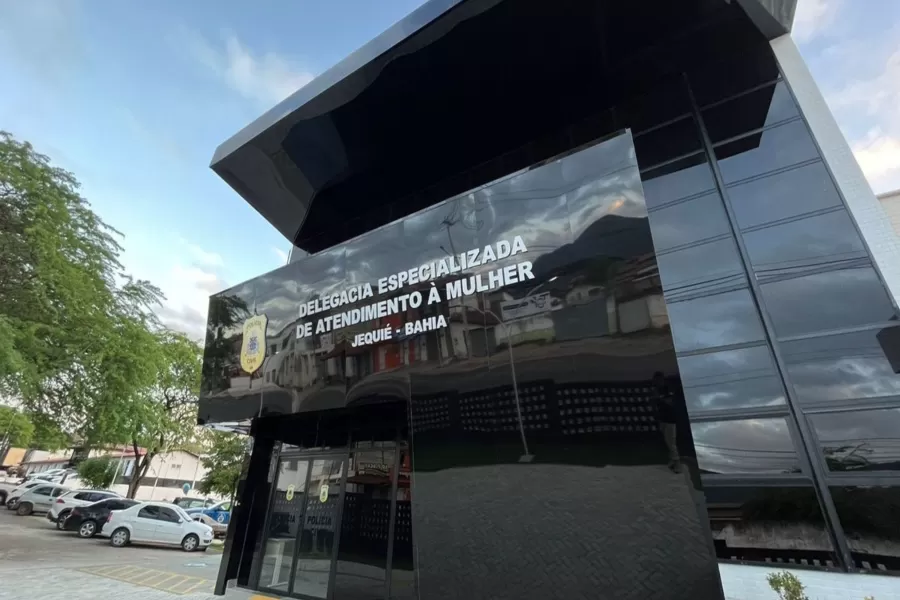 DELEGACIA ESPECIALIZADA
DE ATENDIMENTO À MULHER
JEQUIÉ - BAHIA
POLÍCIA